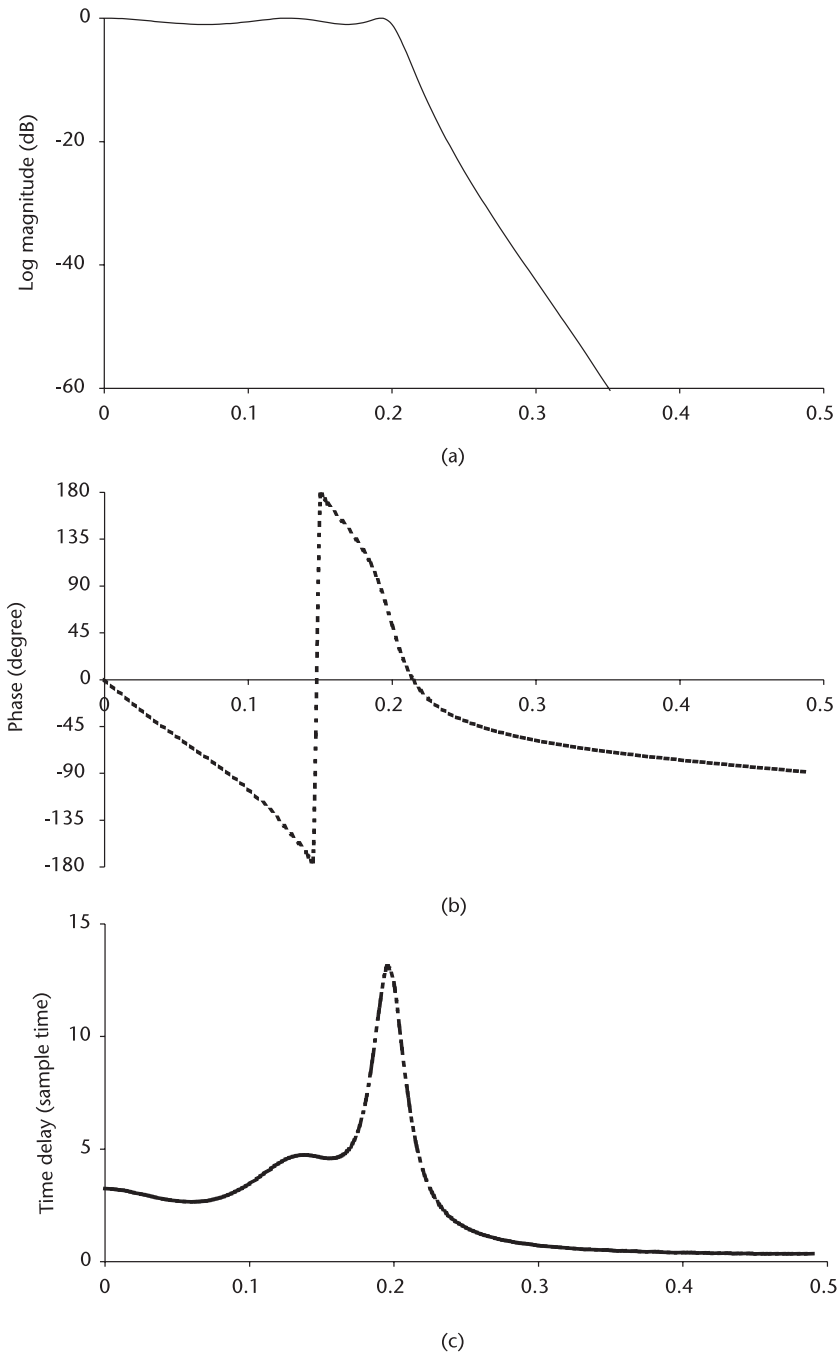 0
-20
-40
-60
Log magnitude (dB)
0 0.1 0.2 0.3 0.4 0.5
(a)
180
135
90
45
0
-45
-90
-135
-180
Phase (degree)
0 0.1 0.2 0.3 0.4 0.5
(b)
15
10
5
0
Time delay (sample time)
0 0.1 0.2 0.3 0.4 0.5
(c)